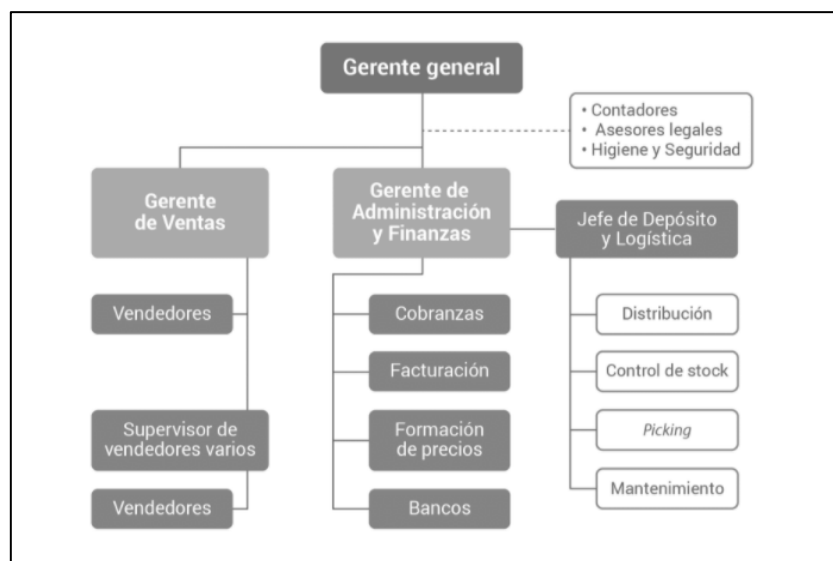 Gerente general
• Contadores
• Asesores legales
• Higiene y Seguridad
Gerente
de Ventas
Gerente de
Administración
y Finanzas
Jefe de Depósito
y Logística
Vendedores
Supervisor de
vendedores varios
Vendedores
Cobranzas
Facturación
Formación
de precios
Bancos
Distribución
Control de stock
Picking
Mantenimiento